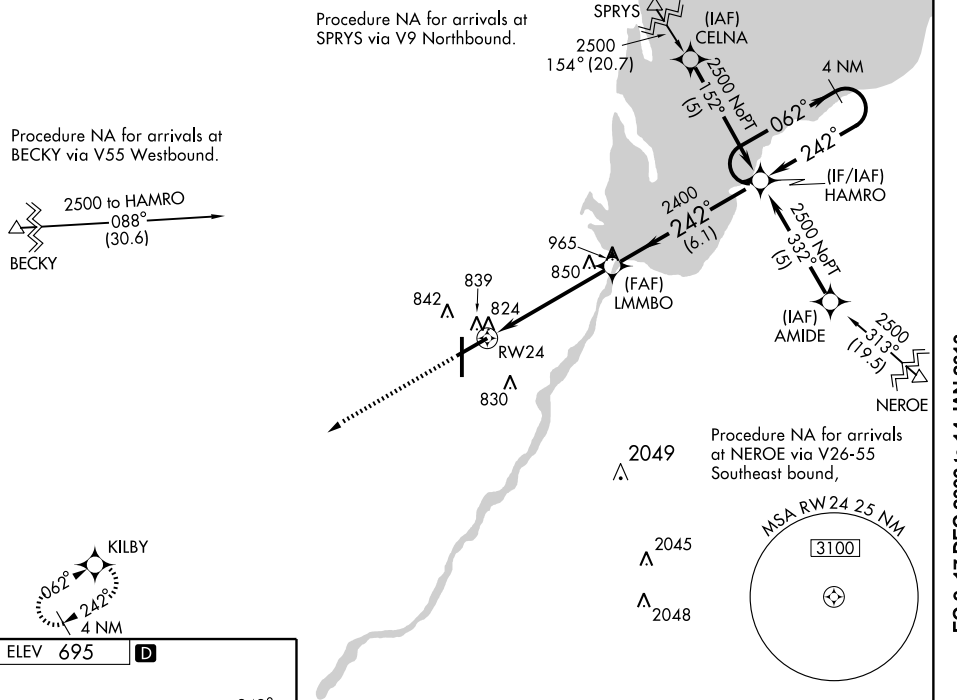 Procedure NA for arrivals at
SPRYS via V9 Northbound.
SPRYS
(IAF)
CELNA
2500
154° (20.7)
2500 NoPT
152°
(5)
4 NM
062°
242°
(IF/IAF)
HAMRO
Procedure NA for arrivals at
BECKY via V55 Westbound.
2500 to HAMRO
088°
(30.6)
BECKY
2400
242°
(6.1)
2500 NoPT
332°
(5)
965
850
(FAF)
LMMBO
839
842
824
RW24
830
(IAF)
AMIDE
2500
313°
(19.5)
NEROE
Procedure NA for arrivals
at NEROE via V26-55
Southeast bound,
2049
2045
2048
MSA RW24 25 NM
3100
KILBY
062°
242°
4 NM
ELEV 695 D